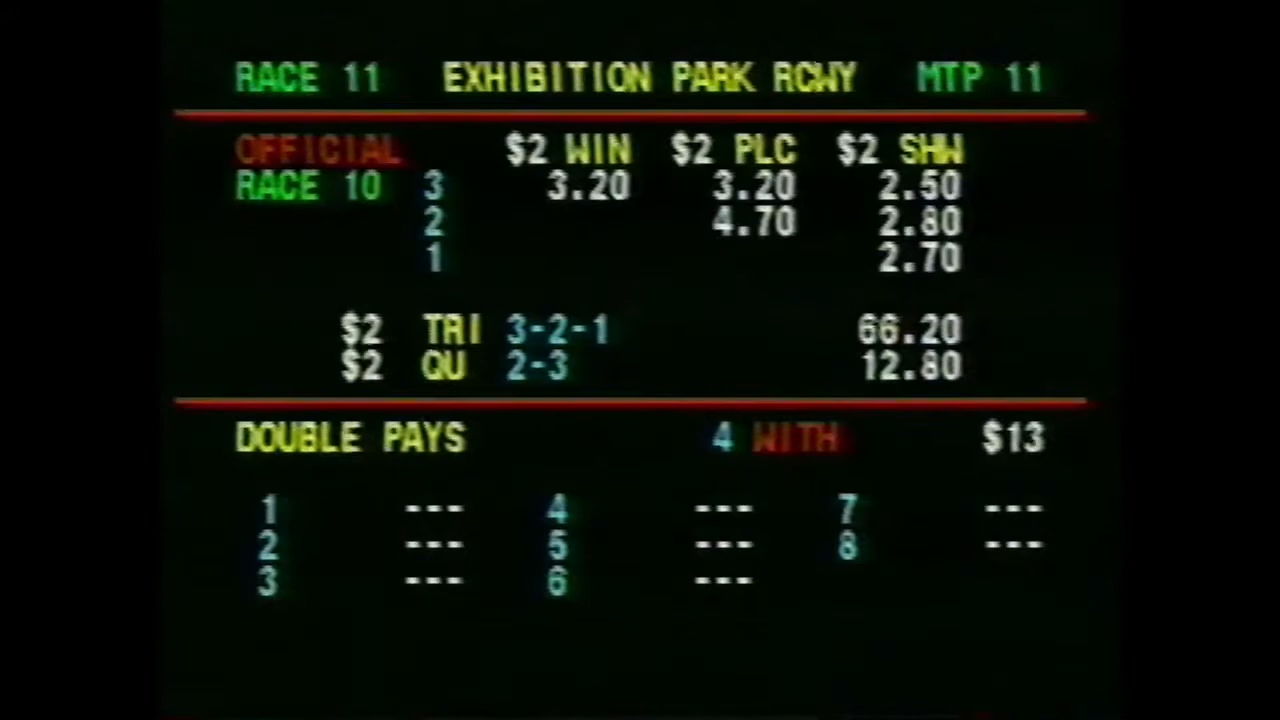 RACE 11 EXHIBITION PARK RCWY MTP 11
OFFICIAL $2 WIN $2 PLC $2 SHW
RACE 10 3 3.20 3.20 2.50
2 4.70 2.80
1 2.70
$2 TRI 3-2-1 66.20
$2 QU 2-3 12.80
DOUBLE PAYS 4 WITH $13
1 --- 4 --- 7 ---
2 --- 5 --- 8 ---
3 --- 6 ---